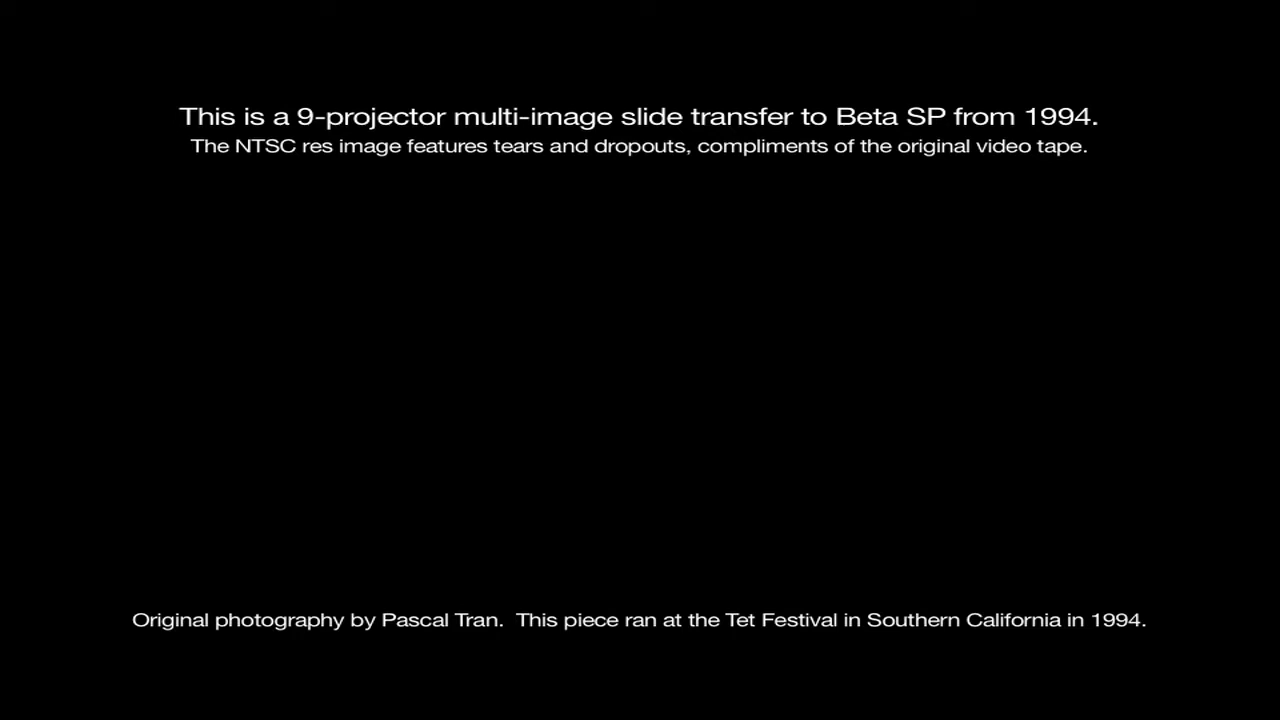 This is a 9-projector multi-image slide transfer to Beta SP from 1994.
The NTSC res image features tears and dropouts, compliments of the original video tape.
Original photography by Pascal Tran.  This piece ran at the Tet Festival in Southern California in 1994.